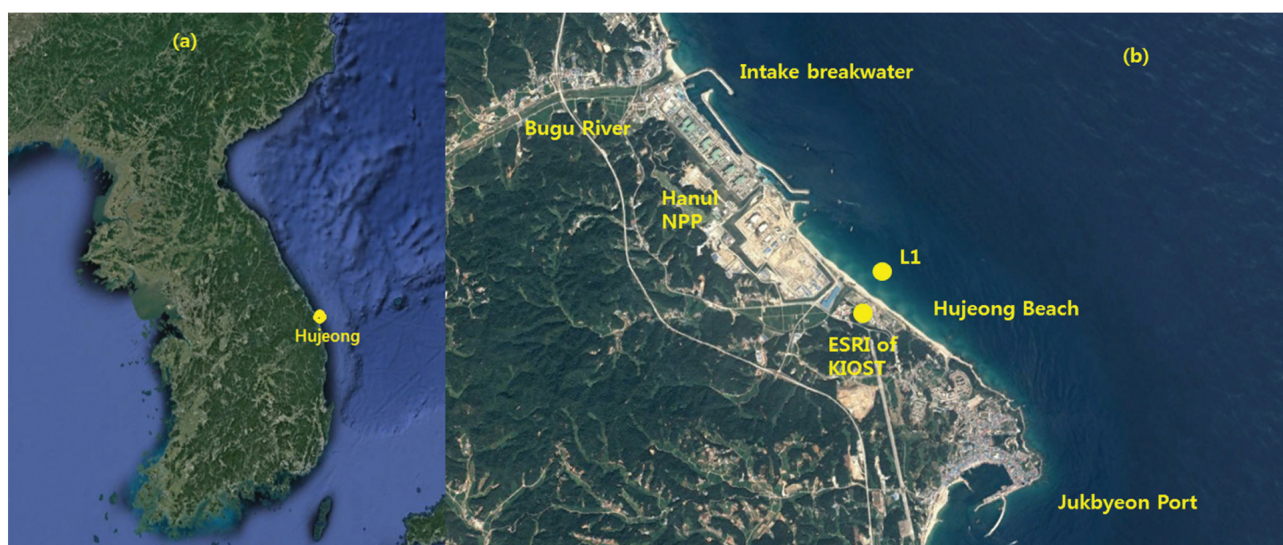 (a)
Hujeong
(b)
Intake breakwater
Bugu River
Hanul
NPP
L1
Hujeong Beach
ESRI of
KIOST
Jukbyeon Port